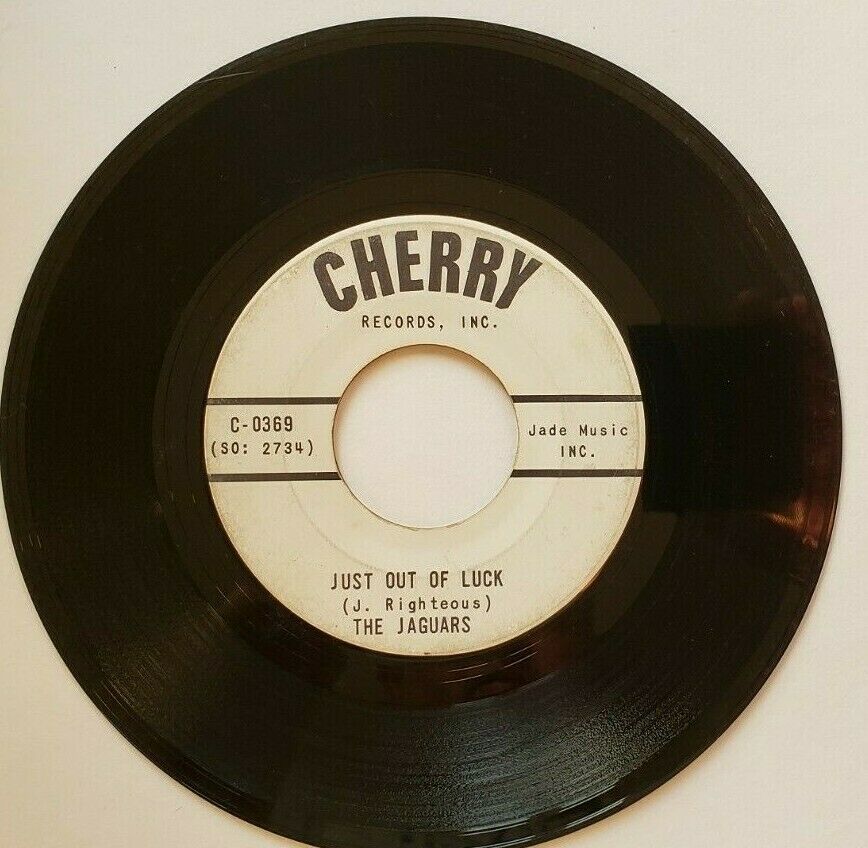 CHERRY
RECORDS, INC.
C-0369
(SO: 2734)
Jade Music
INC.
JUST OUT OF LUCK
(J. Righteous)
THE JAGUARS